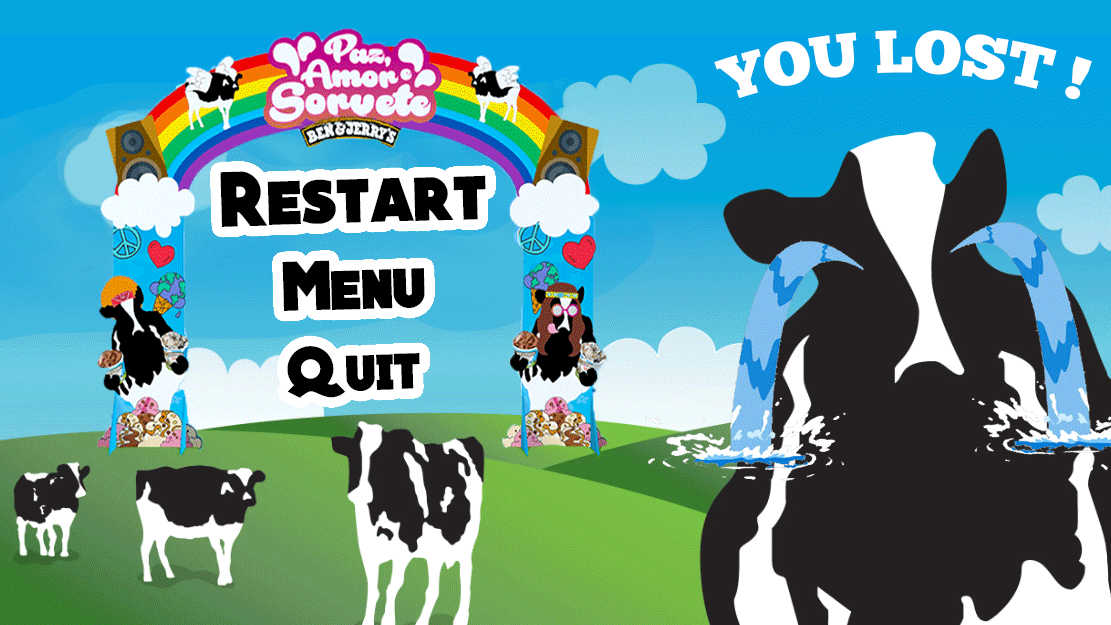 YOU LOST!
Paz,
Amor e
Sorvete
BEN & JERRY'S
RESTART
MENU
QUIT